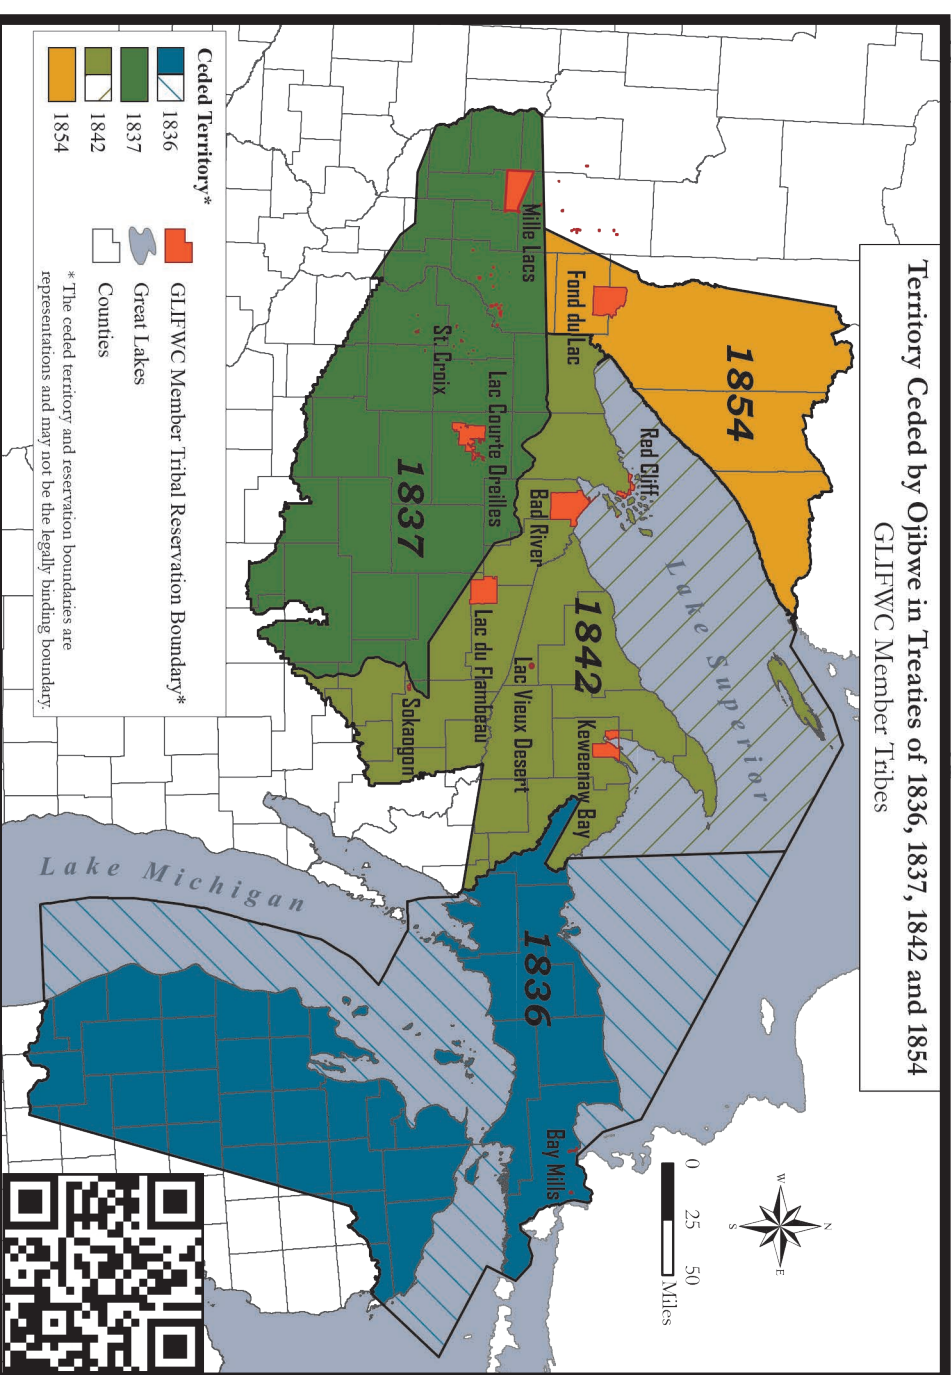 Territory Ceded by Ojibwe in Treaties of 1836, 1837, 1842 and 1854
GLIFWC Member Tribes
N
W
E
S
0 25 50
Miles
1854
Lake Superior
Red Cliff
Fond du Lac
Mille Lacs
Bad River
1842
Keweenaw Bay
Lac Vieux Desert
Lac Courte Oreilles
Lac du Flambeau
St. Croix
1837
Sokaogon
1836
Bay Mills
Lake Michigan
Ceded Territory*
1836
1837
1842
1854
GLIFWC Member Tribal Reservation Boundary*
Great Lakes
Counties
* The ceded territory and reservation boundaries are
representations and may not be the legally binding boundary.